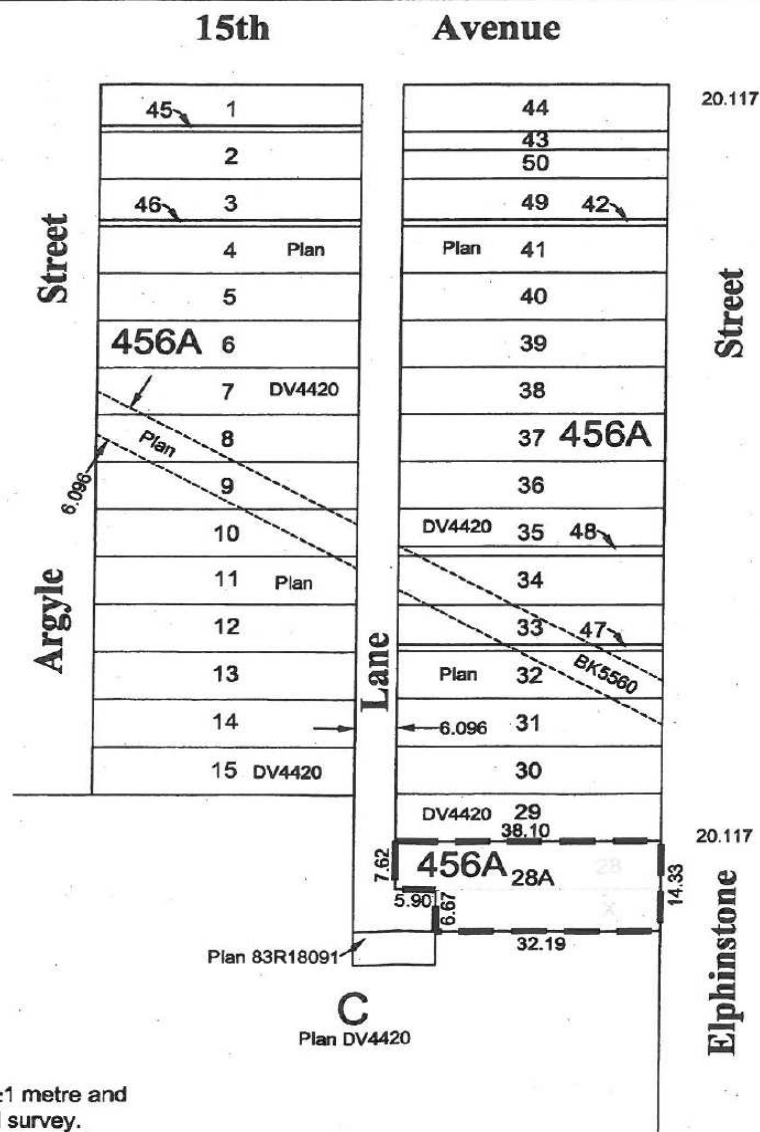 15th Avenue
20.117
45 1 44
43
2 50
46 3 49 42
4 Plan Plan 41
5 40
456A 6 39
7 DV4420 38
Plan 8 37 456A
6.096 9 36
10 DV4420 35 48
11 Plan 34
12 33 47
13 Plan 32 BK5560
14 6.096 31
15 DV4420 30
DV4420 29
38.10
20.117
7.62 456A 28A 28 14.33
5.90 6.67 X
32.19
Plan 83R18091
C
Plan DV4420
Street
Argyle
Lane
Street
Elphinstone
±1 metre and
survey.